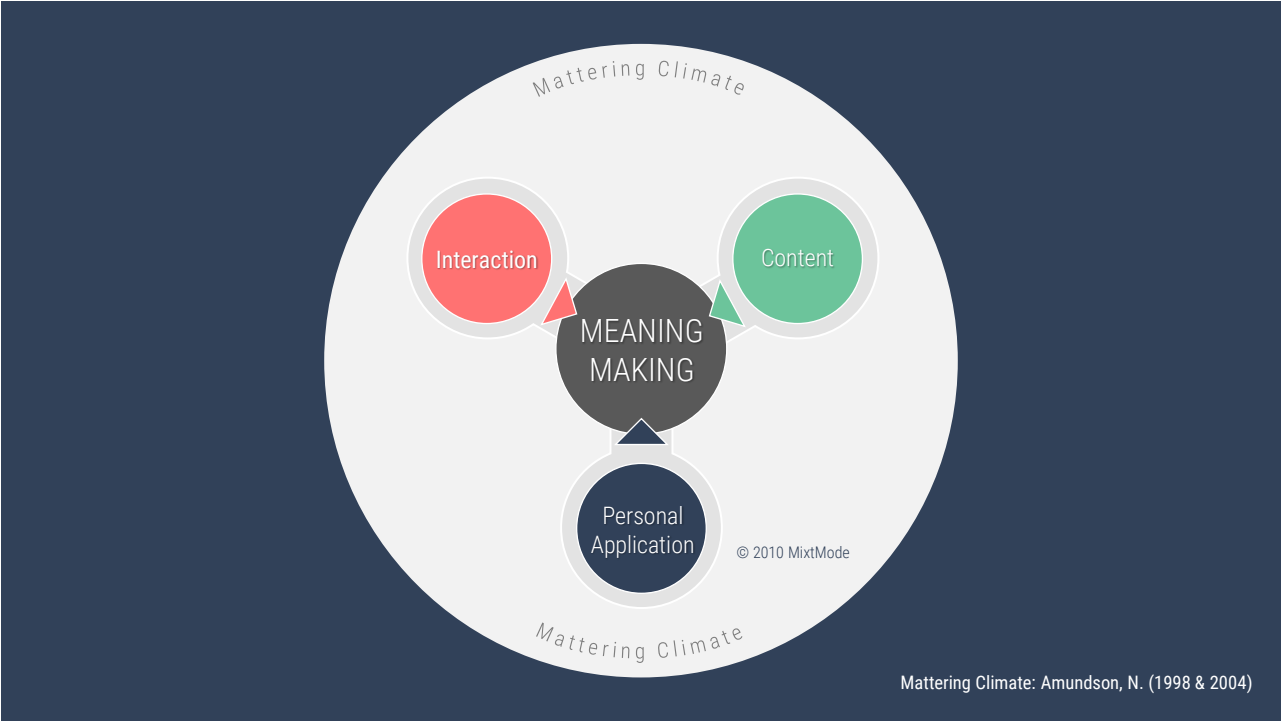 Mattering Climate
Interaction
Content
MEANING
MAKING
Personal
Application
© 2010 MixtMode
Mattering Climate
Mattering Climate: Amundson, N. (1998 & 2004)